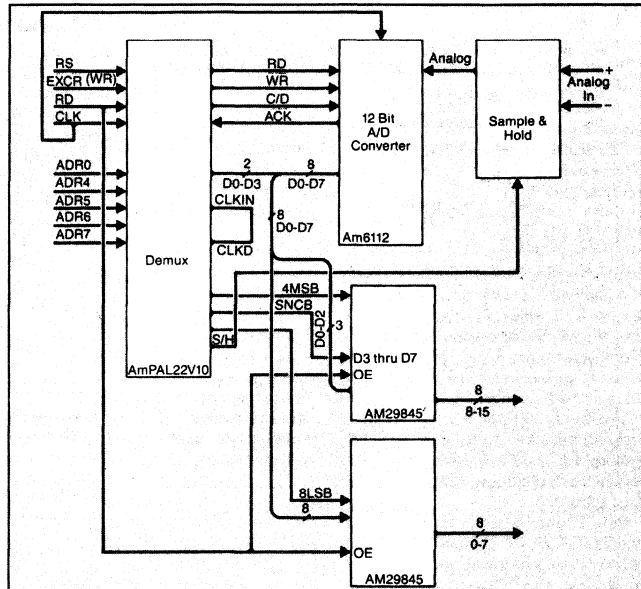 RS
EXCR (WR)
RD
CLK
ADR0
ADR4
ADR5
ADR6
ADR7
Demux
AmPAL22V10
RD
WR
C/D
ACK
2
D0-D3
8
D0-D7
CLKIN
CLKD
8
D0-D7
4MSB
SNCB
S/H
D0-D2
3
8LSB
8
12 Bit
A/D
Converter
Am6112
Analog
Sample &
Hold
+
Analog
In
–
D3 thru D7
OE
AM29845
8
8-15
OE
AM29845
8
0-7